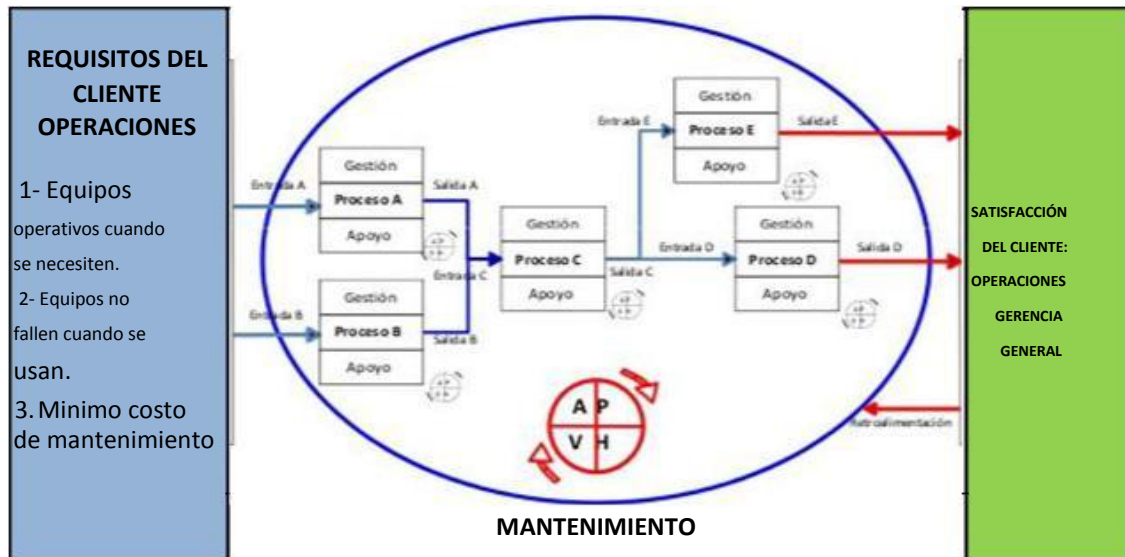 REQUISITOS DEL
CLIENTE
OPERACIONES
1- Equipos
operativos cuando
se necesiten.
2- Equipos no
fallen cuando se
usan.
3. Minimo costo
de mantenimiento
Entrada A
Gestión
Proceso A
Apoyo
Salida A
Entrada B
Gestión
Proceso B
Apoyo
Salida B
Entrada C
Gestión
Proceso C
Apoyo
Salida C
Entrada E
Gestión
Proceso E
Apoyo
Salida E
Entrada D
Gestión
Proceso D
Apoyo
Salida D
A P
V H
Retroalimentación
MANTENIMIENTO
SATISFACCIÓN
DEL CLIENTE:
OPERACIONES
GERENCIA
GENERAL